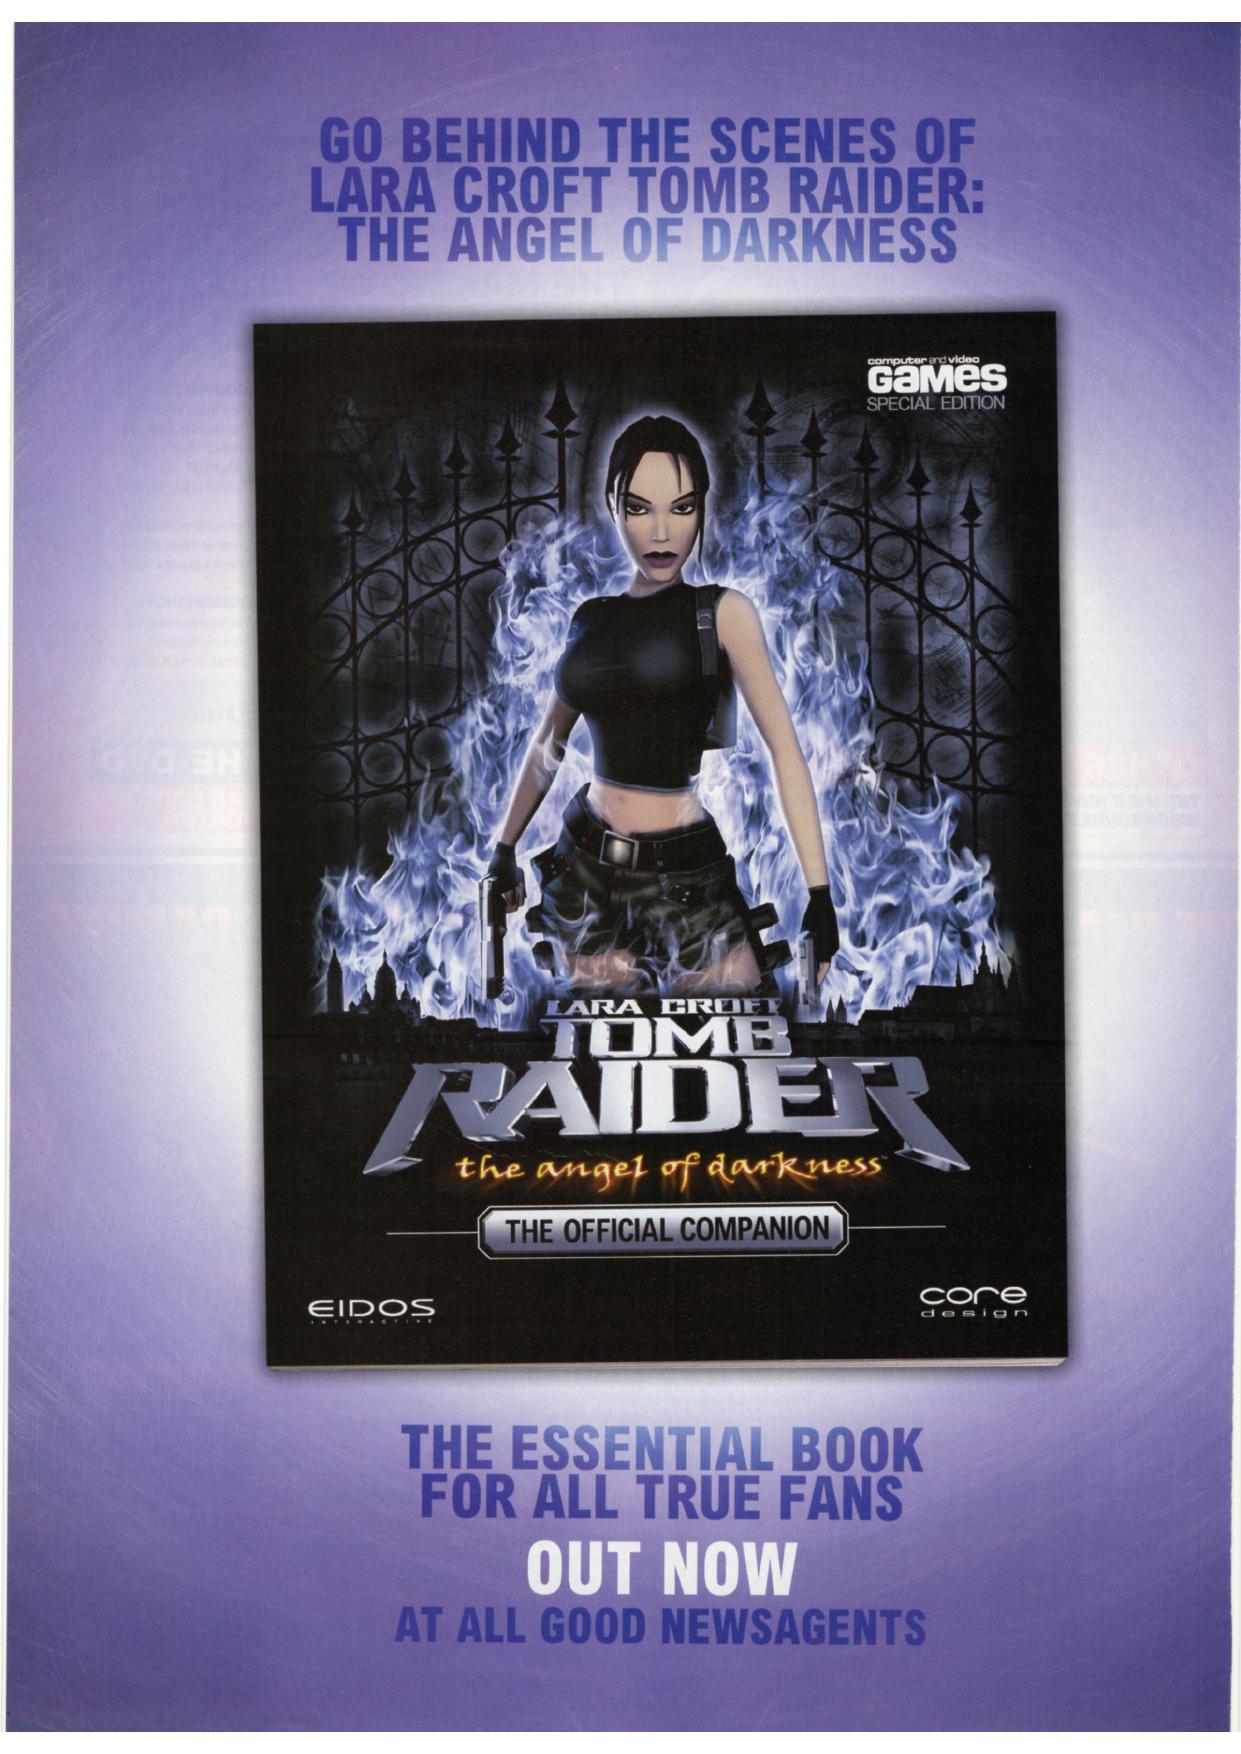 GO BEHIND THE SCENES OF
LARA CROFT TOMB RAIDER:
THE ANGEL OF DARKNESS
computer and video
GAMES
SPECIAL EDITION
LARA CROFT
TOMB
RAIDER
the angel of darkness™
THE OFFICIAL COMPANION
EIDOS
INTERACTIVE
core
design
THE ESSENTIAL BOOK
FOR ALL TRUE FANS
OUT NOW
AT ALL GOOD NEWSAGENTS